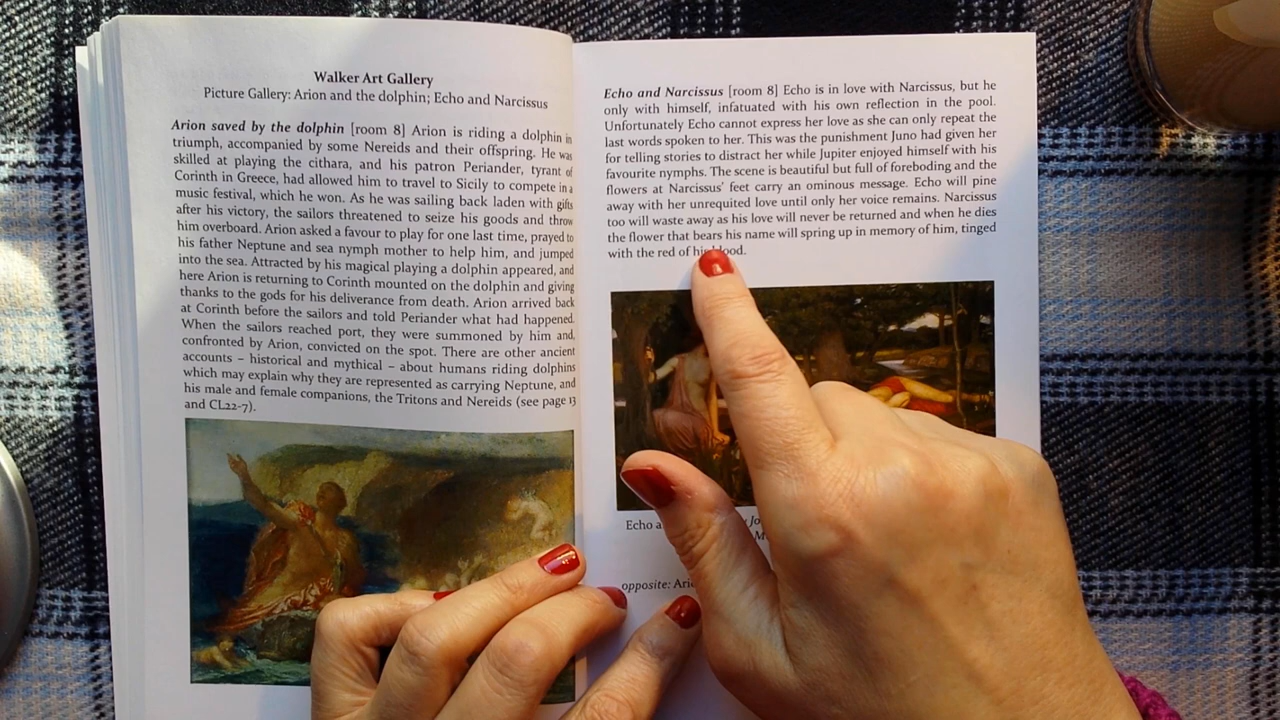 Walker Art Gallery
Picture Gallery: Arion and the dolphin; Echo and Narcissus
Arion saved by the dolphin [room 8] Arion is riding a dolphin in
triumph, accompanied by some Nereids and their offspring. He was
skilled at playing the cithara, and his patron Periander, tyrant of
Corinth in Greece, had allowed him to travel to Sicily to compete in a
music festival, which he won. As he was sailing back laden with gifts
after his victory, the sailors threatened to seize his goods and throw
him overboard. Arion asked a favour to play for one last time, prayed to
his father Neptune and sea nymph mother to help him, and jumped
into the sea. Attracted by his magical playing a dolphin appeared, and
here Arion is returning to Corinth mounted on the dolphin and giving
thanks to the gods for his deliverance from death. Arion arrived back
at Corinth before the sailors and told Periander what had happened.
When the sailors reached port, they were summoned by him and,
confronted by Arion, convicted on the spot. There are other ancient
accounts – historical and mythical – about humans riding dolphins
which may explain why they are represented as carrying Neptune, and
his male and female companions, the Tritons and Nereids (see page 13
and CL22-7).
Echo and Narcissus [room 8] Echo is in love with Narcissus, but he
only with himself, infatuated with his own reflection in the pool.
Unfortunately Echo cannot express her love as she can only repeat the
last words spoken to her. This was the punishment Juno had given her
for telling stories to distract her while Jupiter enjoyed himself with his
favourite nymphs. The scene is beautiful but full of foreboding and the
flowers at Narcissus' feet carry an ominous message. Echo will pine
away with her unrequited love until only her voice remains. Narcissus
too will waste away as his love will never be returned and when he dies
the flower that bears his name will spring up in memory of him, tinged
with the red of his blood.
Echo
opposite: